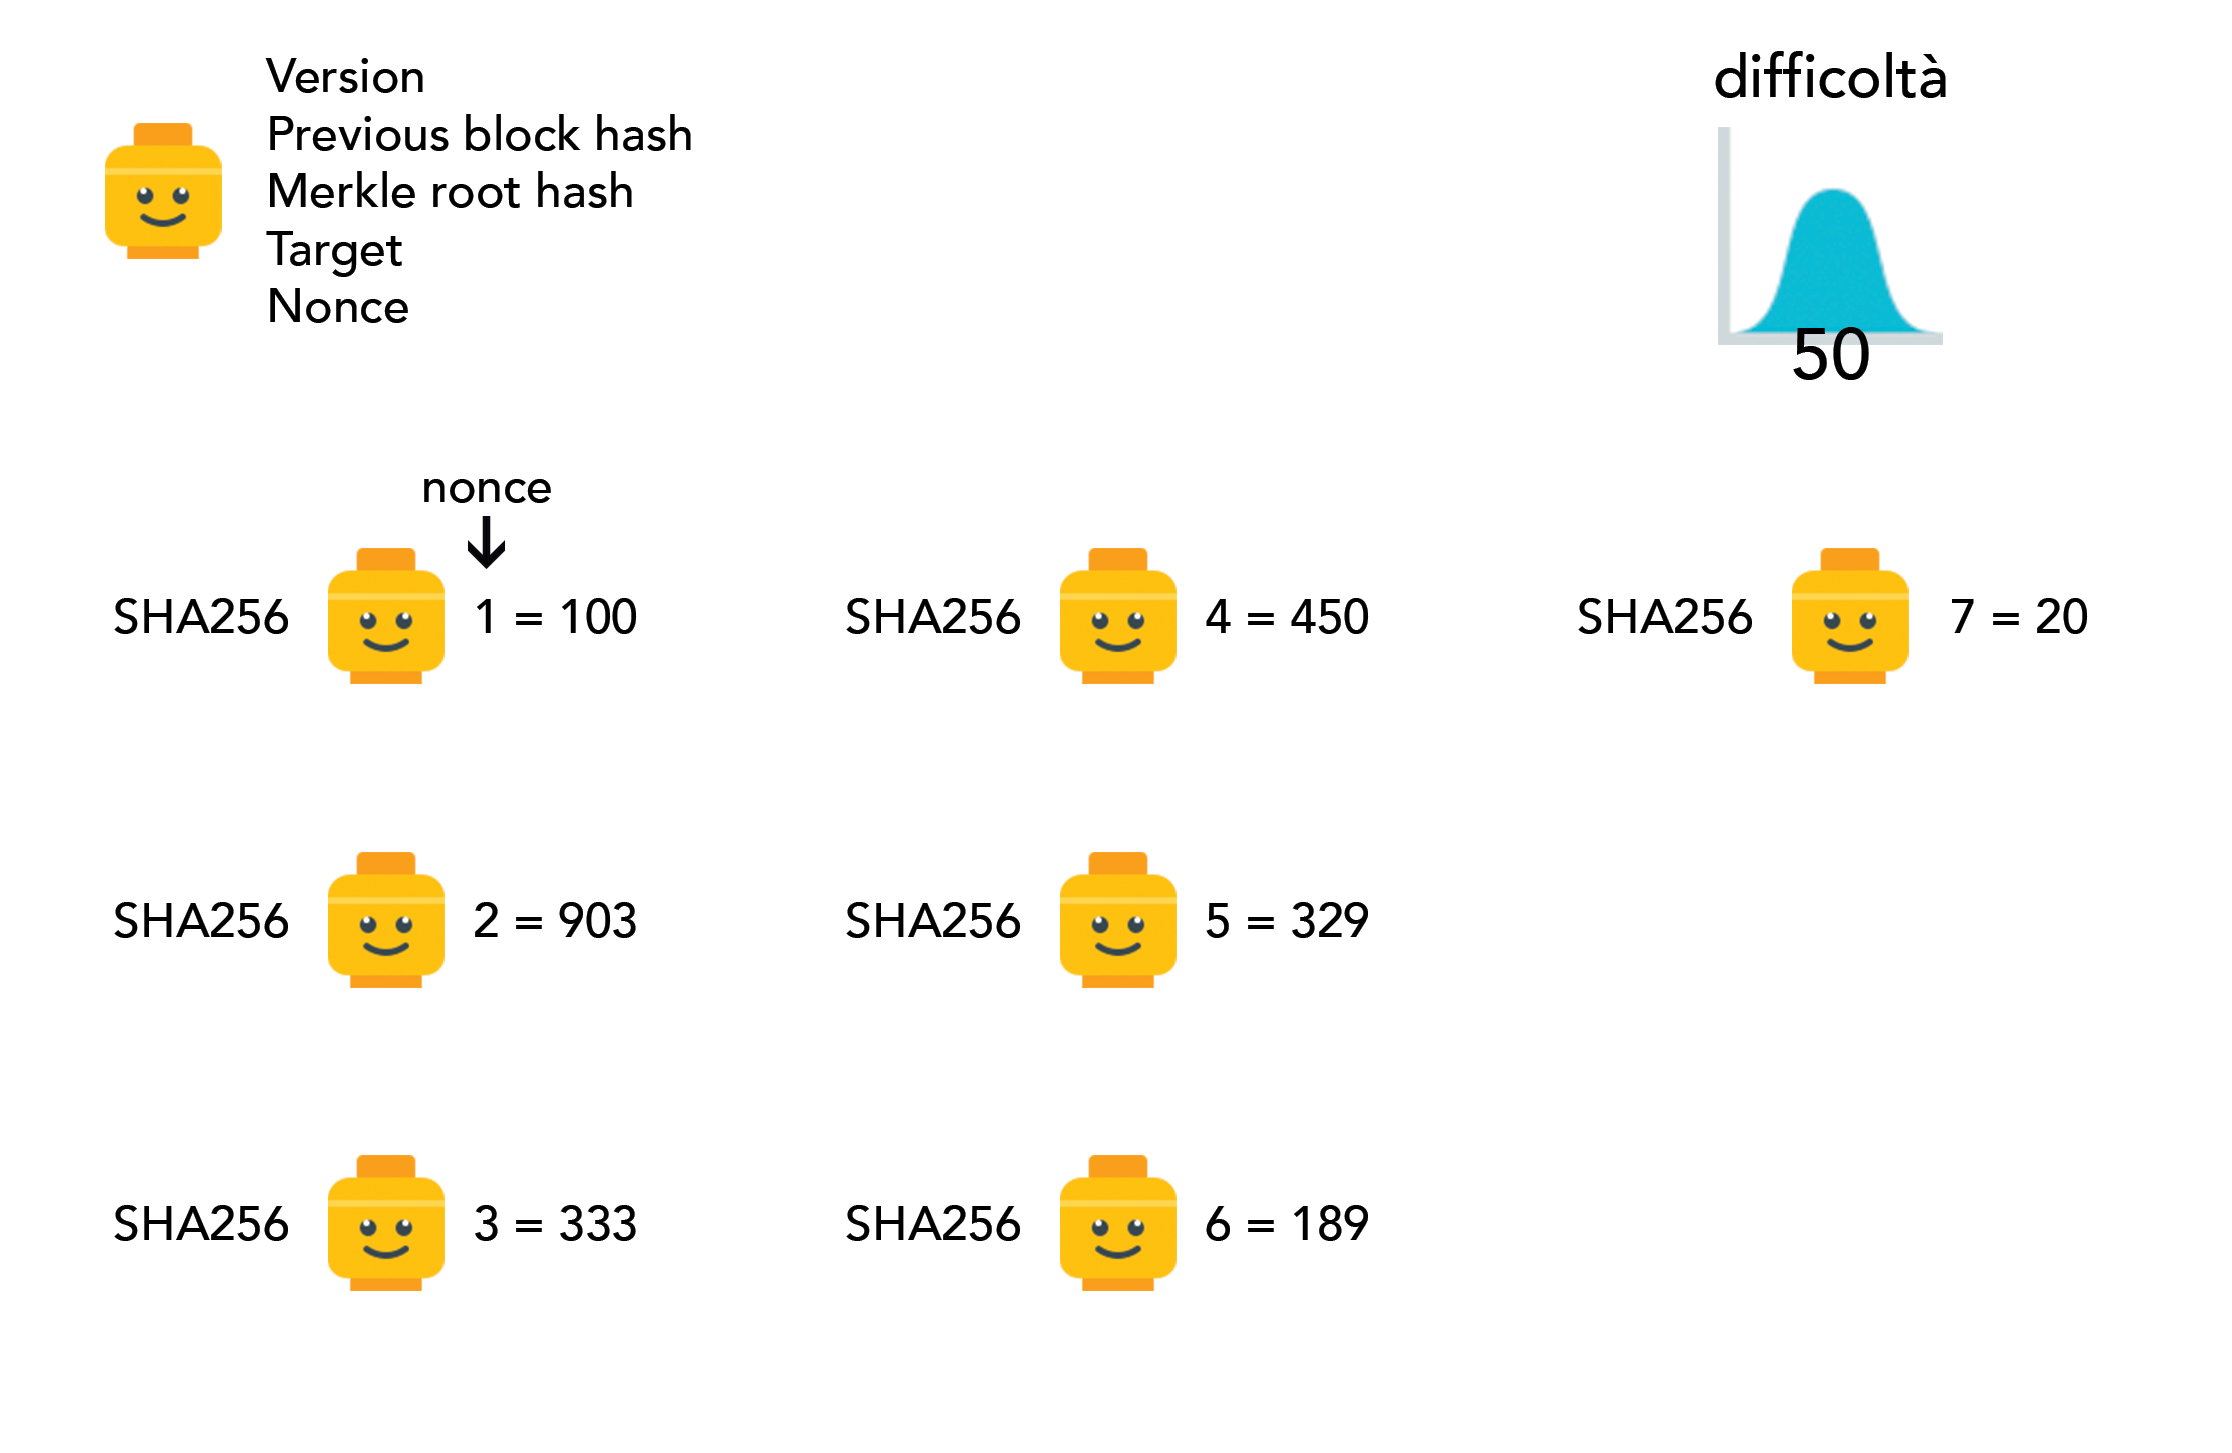 Version
Previous block hash
Merkle root hash
Target
Nonce
difficoltà
50
nonce
SHA256 1 = 100
SHA256 2 = 903
SHA256 3 = 333
SHA256 4 = 450
SHA256 5 = 329
SHA256 6 = 189
SHA256 7 = 20